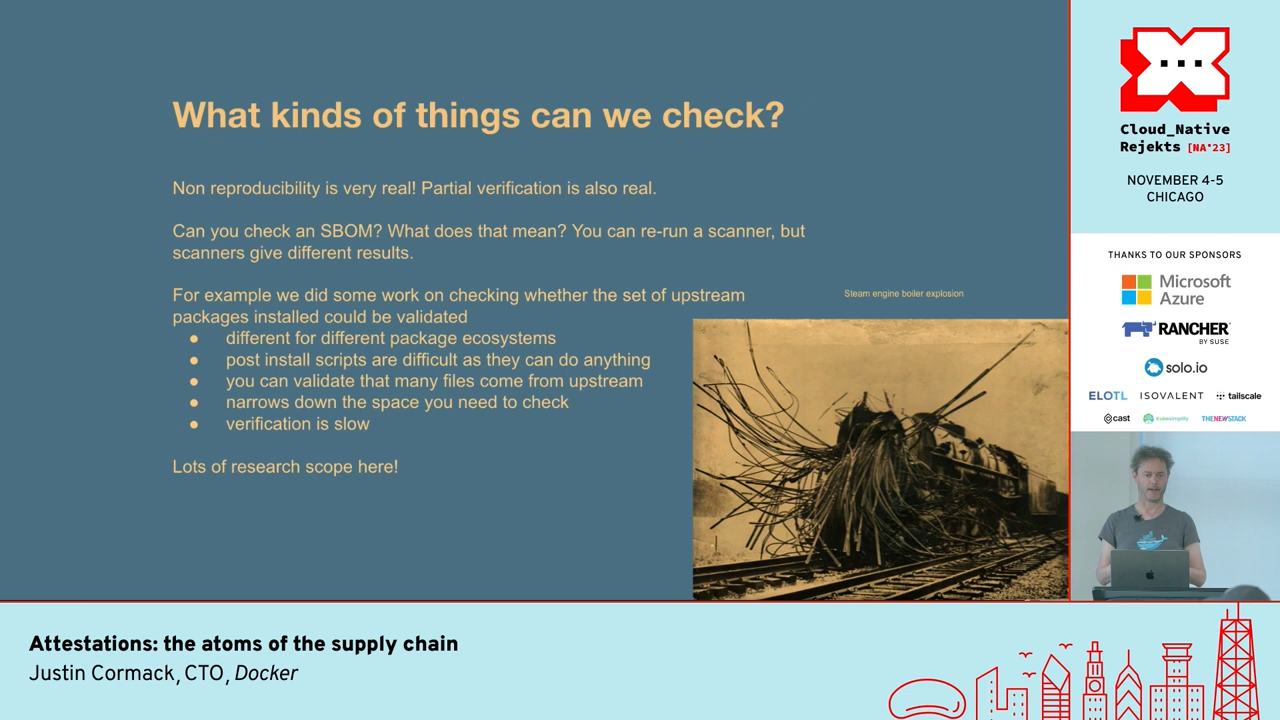 What kinds of things can we check?
Non reproducibility is very real! Partial verification is also real.
Can you check an SBOM? What does that mean? You can re-run a scanner, but
scanners give different results.
For example we did some work on checking whether the set of upstream
packages installed could be validated
● different for different package ecosystems
● post install scripts are difficult as they can do anything
● you can validate that many files come from upstream
● narrows down the space you need to check
● verification is slow
Lots of research scope here!
Steam engine boiler explosion
Cloud_Native
Rejekts [NA'23]
NOVEMBER 4-5
CHICAGO
THANKS TO OUR SPONSORS
Microsoft
Azure
RANCHER
BY SUSE
solo.io
ELOTL ISOVALENT tailscale
cast kubesimplify THENEWSTACK
Attestations: the atoms of the supply chain
Justin Cormack, CTO, Docker